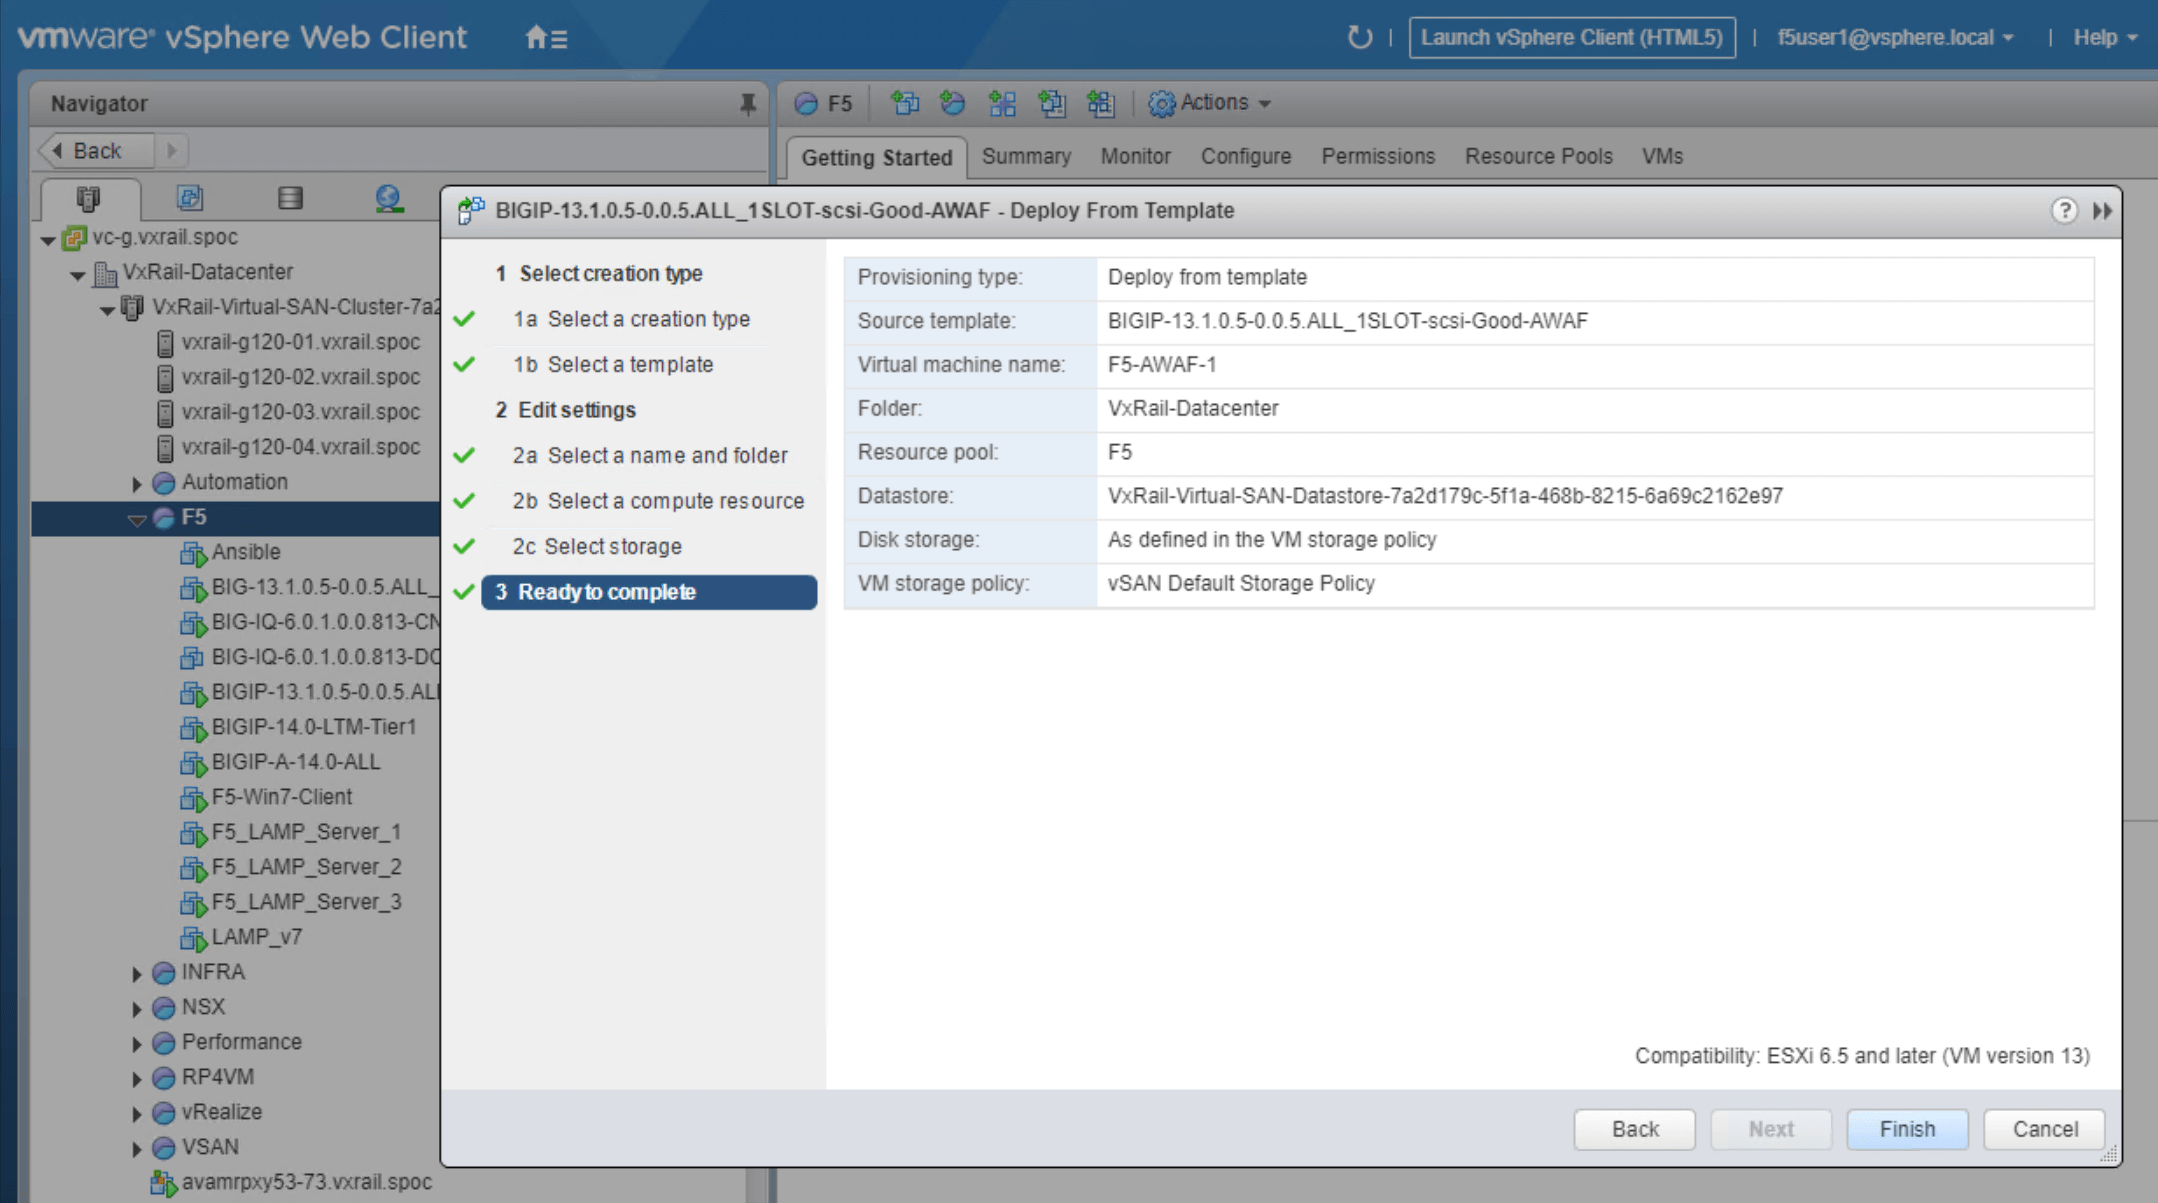 vmware® vSphere Web Client
Launch vSphere Client (HTML5)
f5user1@vsphere.local
Help
Navigator
F5
Actions
Back
Getting Started
Summary
Monitor
Configure
Permissions
Resource Pools
VMs
vc-g.vxrail.spoc
VxRail-Datacenter
VxRail-Virtual-SAN-Cluster-7a2
vxrail-g120-01.vxrail.spoc
vxrail-g120-02.vxrail.spoc
vxrail-g120-03.vxrail.spoc
vxrail-g120-04.vxrail.spoc
Automation
F5
Ansible
BIG-13.1.0.5-0.0.5.ALL_
BIG-IQ-6.0.1.0.0.813-CN
BIG-IQ-6.0.1.0.0.813-DC
BIGIP-13.1.0.5-0.0.5.ALL
BIGIP-14.0-LTM-Tier1
BIGIP-A-14.0-ALL
F5-Win7-Client
F5_LAMP_Server_1
F5_LAMP_Server_2
F5_LAMP_Server_3
LAMP_v7
INFRA
NSX
Performance
RP4VM
vRealize
VSAN
avamrpxy53-73.vxrail.spoc
BIGIP-13.1.0.5-0.0.5.ALL_1SLOT-scsi-Good-AWAF - Deploy From Template
?
1 Select creation type
1a Select a creation type
1b Select a template
2 Edit settings
2a Select a name and folder
2b Select a compute resource
2c Select storage
3 Ready to complete
Provisioning type: Deploy from template
Source template: BIGIP-13.1.0.5-0.0.5.ALL_1SLOT-scsi-Good-AWAF
Virtual machine name: F5-AWAF-1
Folder: VxRail-Datacenter
Resource pool: F5
Datastore: VxRail-Virtual-SAN-Datastore-7a2d179c-5f1a-468b-8215-6a69c2162e97
Disk storage: As defined in the VM storage policy
VM storage policy: vSAN Default Storage Policy
Compatibility: ESXi 6.5 and later (VM version 13)
Back
Next
Finish
Cancel